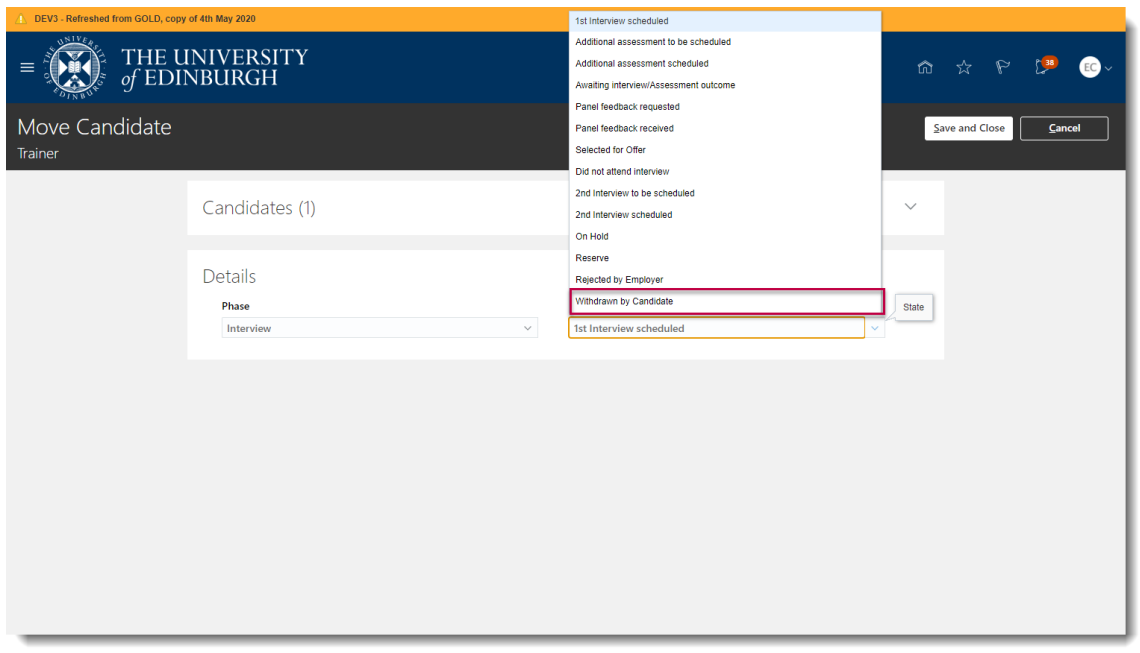 DEV3 - Refreshed from GOLD, copy of 4th May 2020
THE UNIVERSITY
of EDINBURGH
THE UNIVERSITY OF EDINBURGH
38
EC
Move Candidate
Trainer
Save and Close
Cancel
Candidates (1)
Details
Phase
Interview
1st Interview scheduled
Additional assessment to be scheduled
Additional assessment scheduled
Awaiting interview/Assessment outcome
Panel feedback requested
Panel feedback received
Selected for Offer
Did not attend interview
2nd Interview to be scheduled
2nd Interview scheduled
On Hold
Reserve
Rejected by Employer
Withdrawn by Candidate
State
1st Interview scheduled